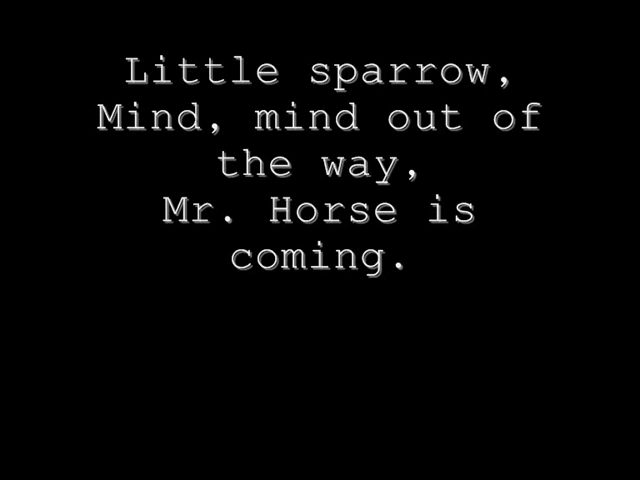 Little sparrow,
Mind, mind out of
the way,
Mr. Horse is
coming.